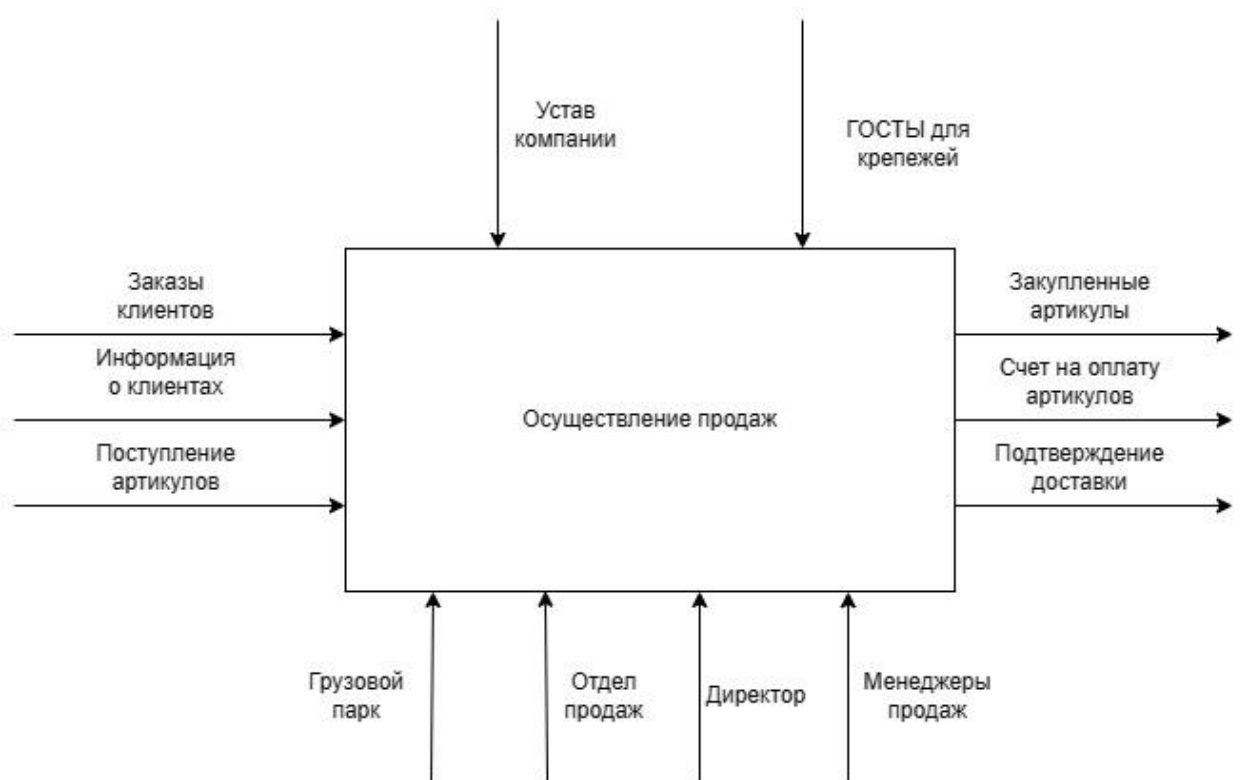 Устав
компании
ГОСТЫ для
крепежей
Заказы
клиентов
Информация
о клиентах
Поступление
артикулов
Осуществление продаж
Закупленные
артикулы
Счет на оплату
артикулов
Подтверждение
доставки
Грузовой
парк
Отдел
продаж
Директор
Менеджеры
продаж